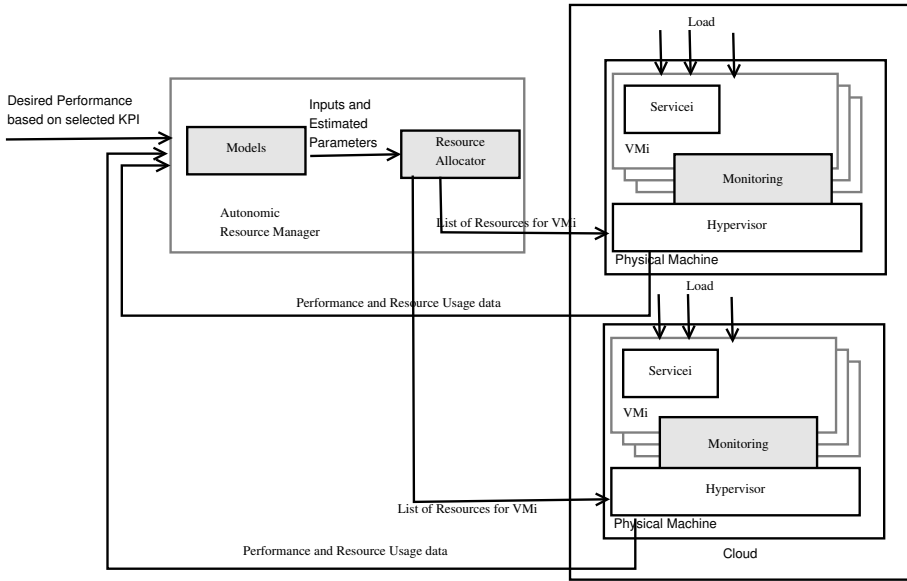 Load
Desired Performance
based on selected KPI
Inputs and
Estimated
Parameters
Models
Resource
Allocator
Autonomic
Resource Manager
Servicei
VMi
Monitoring
List of Resources for VMi
Hypervisor
Physical Machine
Performance and Resource Usage data
Load
Servicei
VMi
Monitoring
Hypervisor
List of Resources for VMi
Physical Machine
Performance and Resource Usage data
Cloud